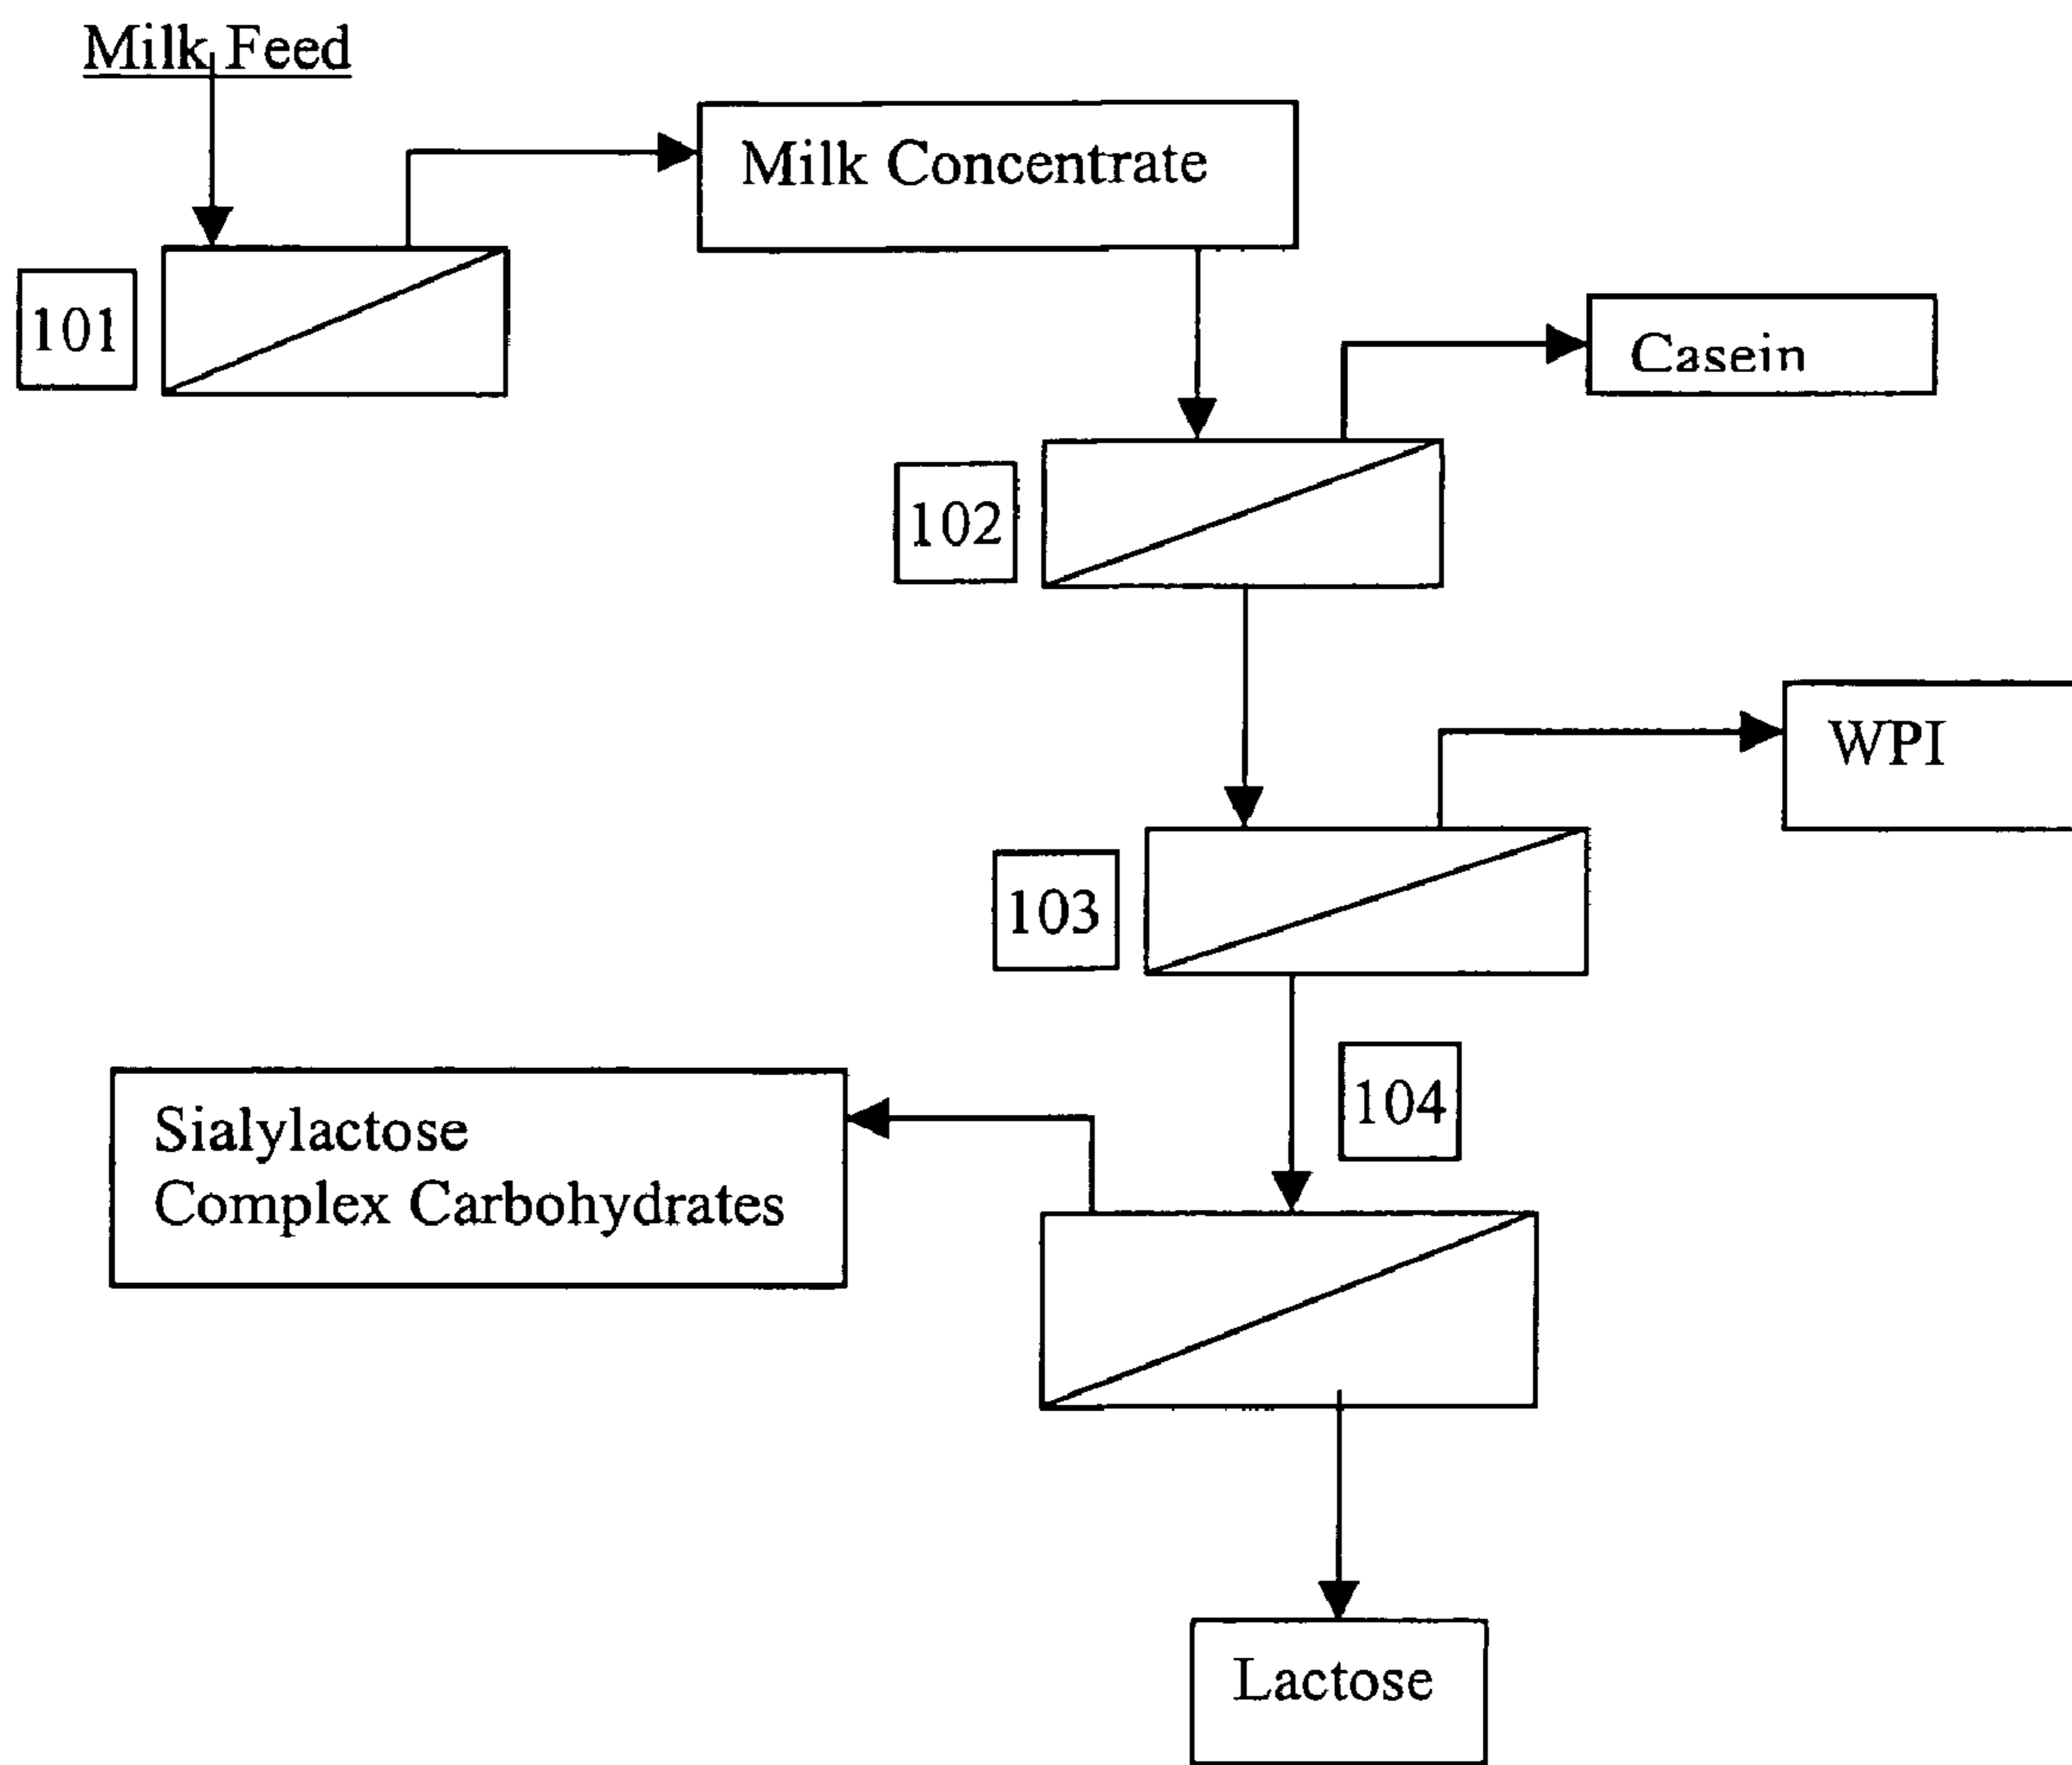 Milk Feed
Milk Concentrate
101
Casein
102
WPI
103
104
Sialylactose
Complex Carbohydrates
Lactose